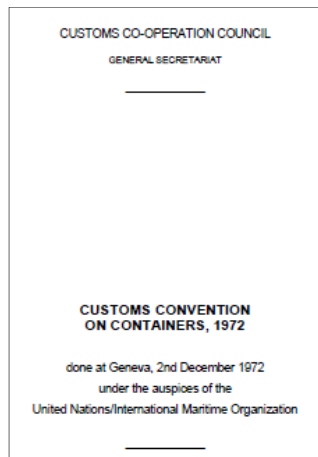 CUSTOMS CO-OPERATION COUNCIL
GENERAL SECRETARIAT
CUSTOMS CONVENTION
ON CONTAINERS, 1972
done at Geneva, 2nd December 1972
under the auspices of the
United Nations/International Maritime Organization